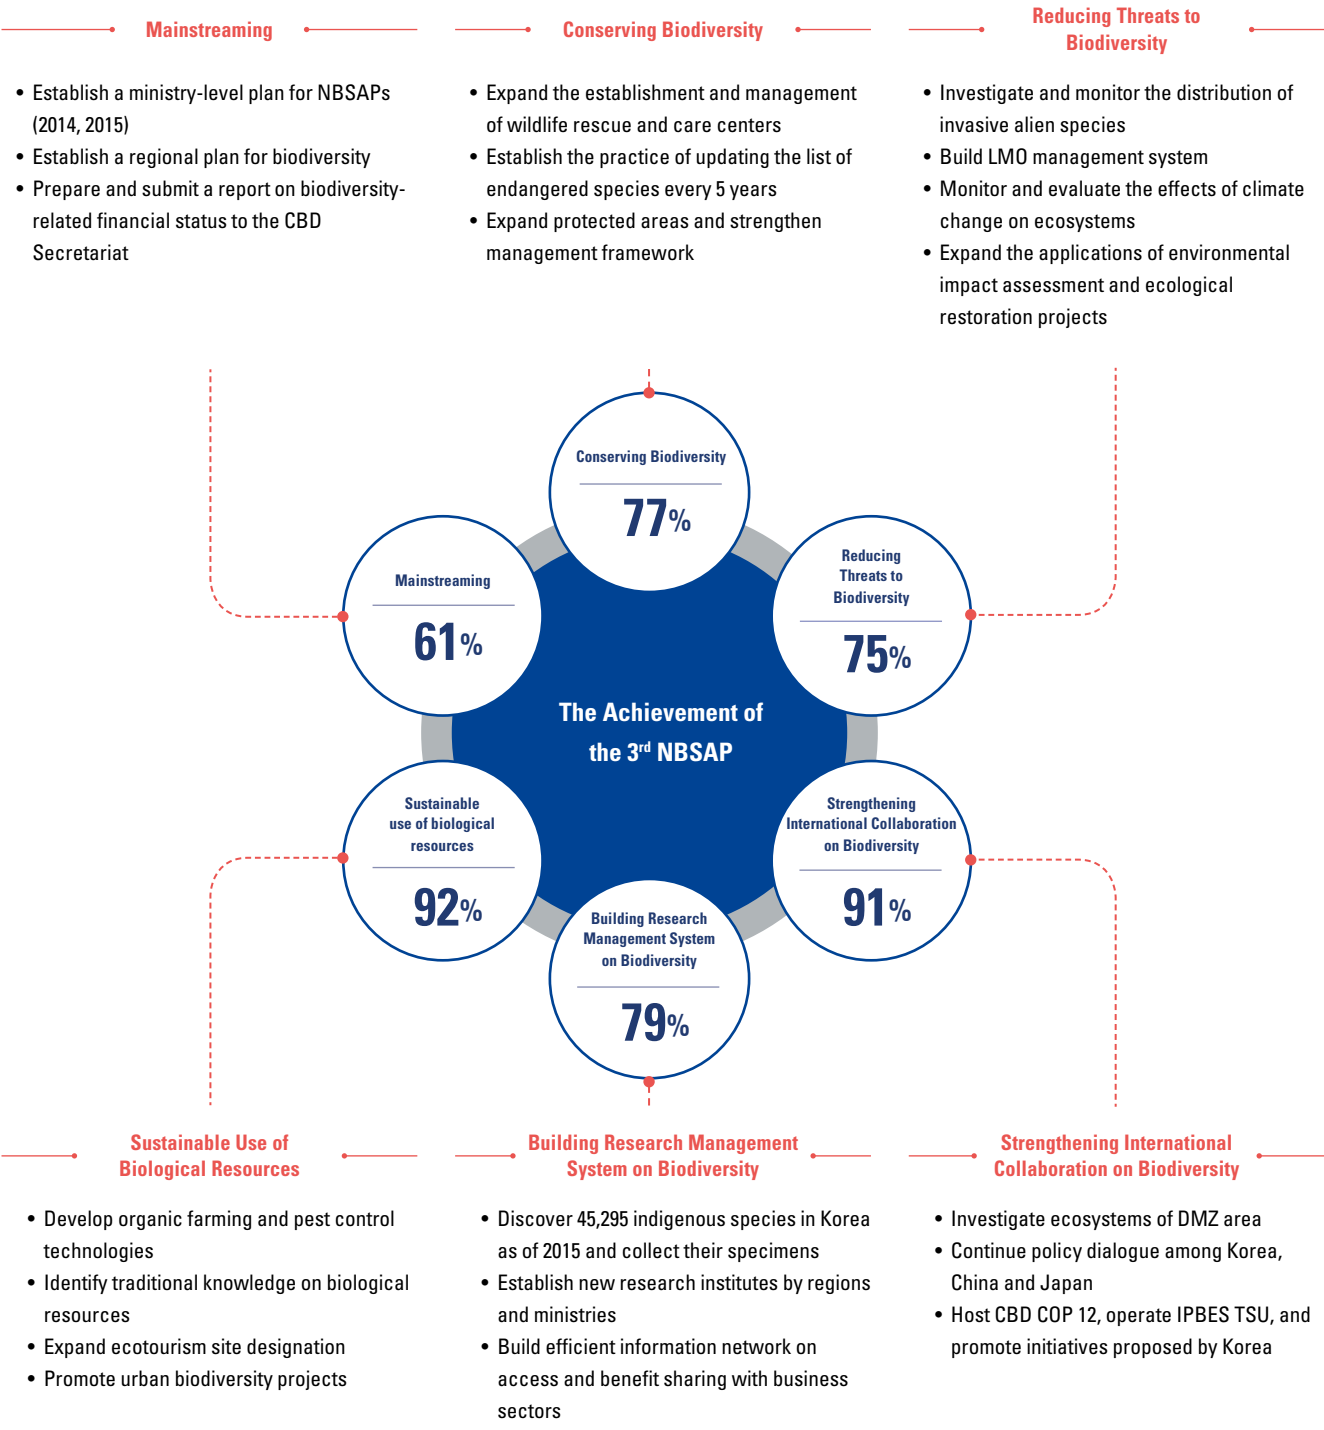 Mainstreaming
• Establish a ministry-level plan for NBSAPs
(2014, 2015)
• Establish a regional plan for biodiversity
• Prepare and submit a report on biodiversity-
related financial status to the CBD
Secretariat
Conserving Biodiversity
• Expand the establishment and management
of wildlife rescue and care centers
• Establish the practice of updating the list of
endangered species every 5 years
• Expand protected areas and strengthen
management framework
Reducing Threats to
Biodiversity
• Investigate and monitor the distribution of
invasive alien species
• Build LMO management system
• Monitor and evaluate the effects of climate
change on ecosystems
• Expand the applications of environmental
impact assessment and ecological
restoration projects
Conserving Biodiversity
77%
Mainstreaming
61%
Reducing
Threats to
Biodiversity
75%
The Achievement of
the 3rd NBSAP
Sustainable
use of biological
resources
92%
Strengthening
International Collaboration
on Biodiversity
91%
Building Research
Management System
on Biodiversity
79%
Sustainable Use of
Biological Resources
• Develop organic farming and pest control
technologies
• Identify traditional knowledge on biological
resources
• Expand ecotourism site designation
• Promote urban biodiversity projects
Building Research Management
System on Biodiversity
• Discover 45,295 indigenous species in Korea
as of 2015 and collect their specimens
• Establish new research institutes by regions
and ministries
• Build efficient information network on
access and benefit sharing with business
sectors
Strengthening International
Collaboration on Biodiversity
• Investigate ecosystems of DMZ area
• Continue policy dialogue among Korea,
China and Japan
• Host CBD COP 12, operate IPBES TSU, and
promote initiatives proposed by Korea